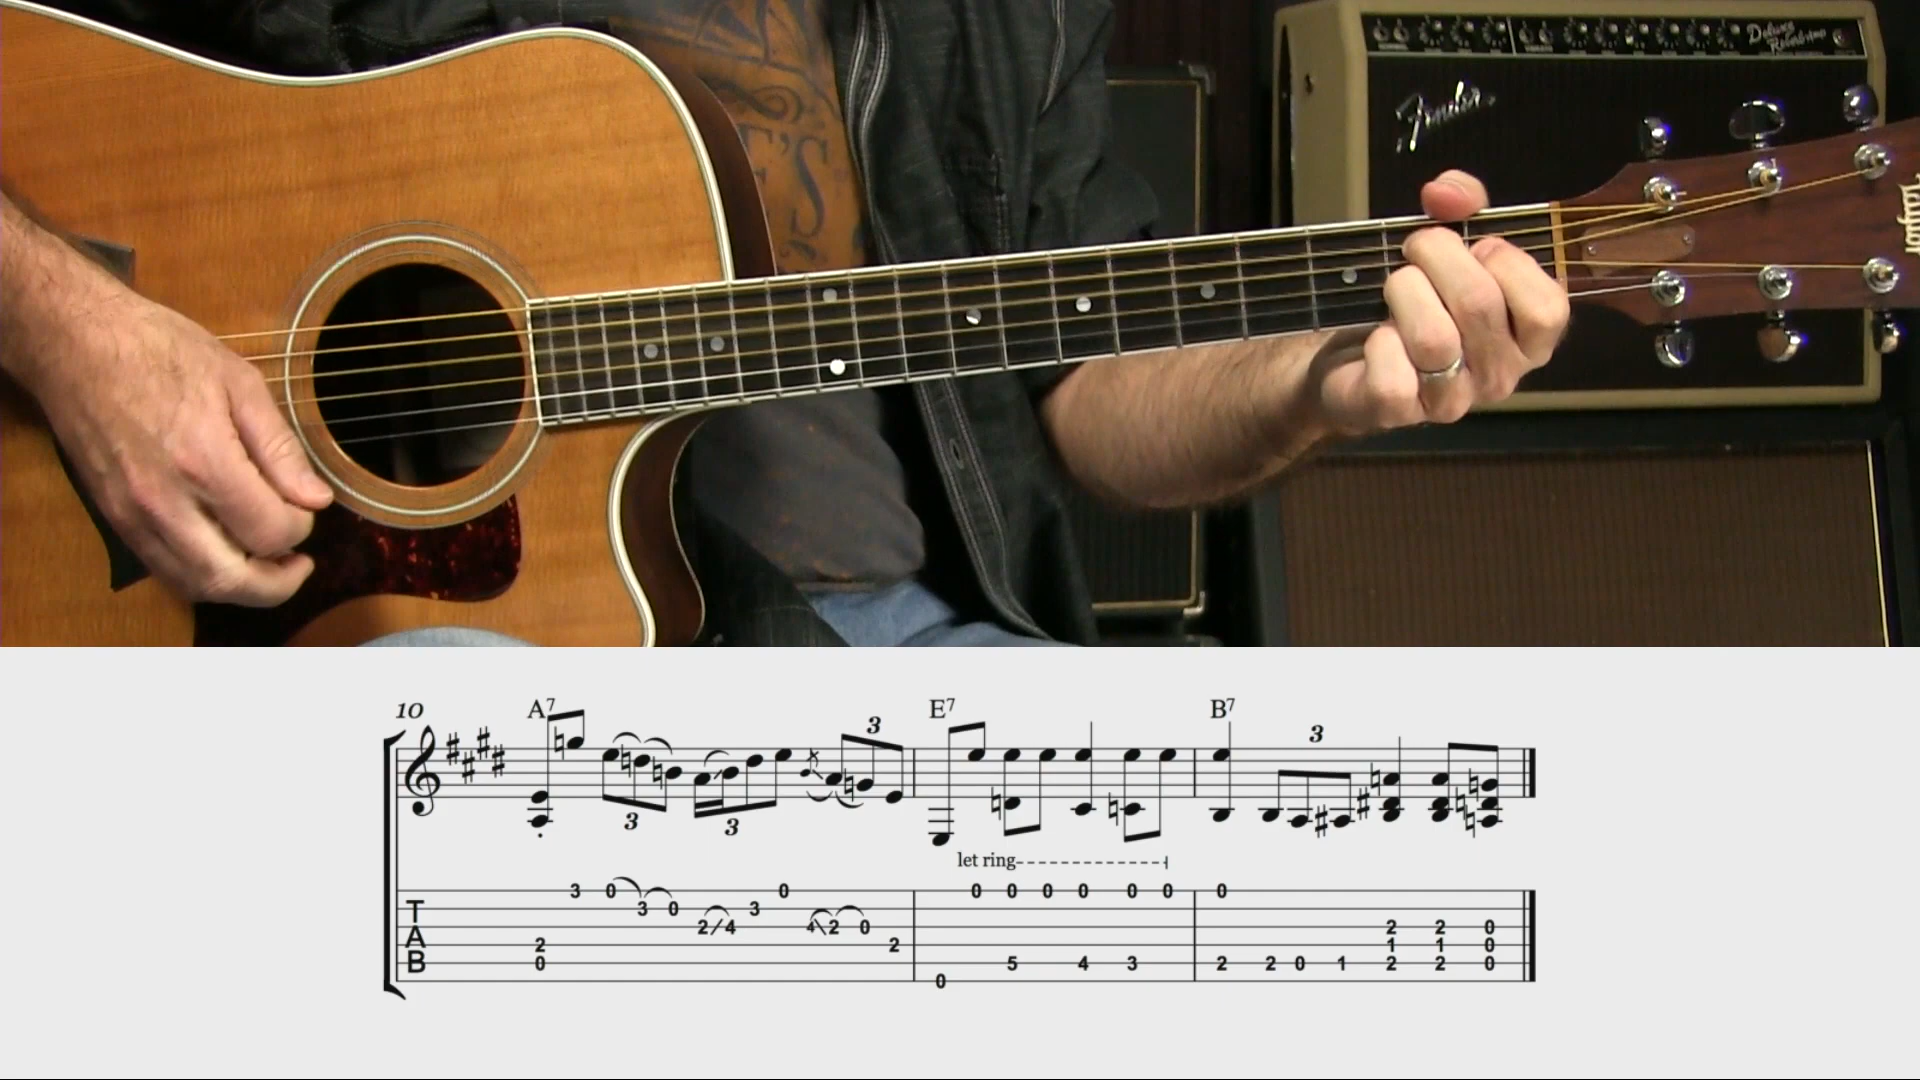 Deluxe
Reverb-Amp
Fender
E'S
Taylor
10 A7 E7 B7
3
3 3 3
let ring
3 0 0 0 0 0 0 0 0 0
T 3 0 3
2/4 4\2 0 2 2 0
A 2 2 1 1 0
B 0 5 4 3 2 2 0 1 2 2 0
0